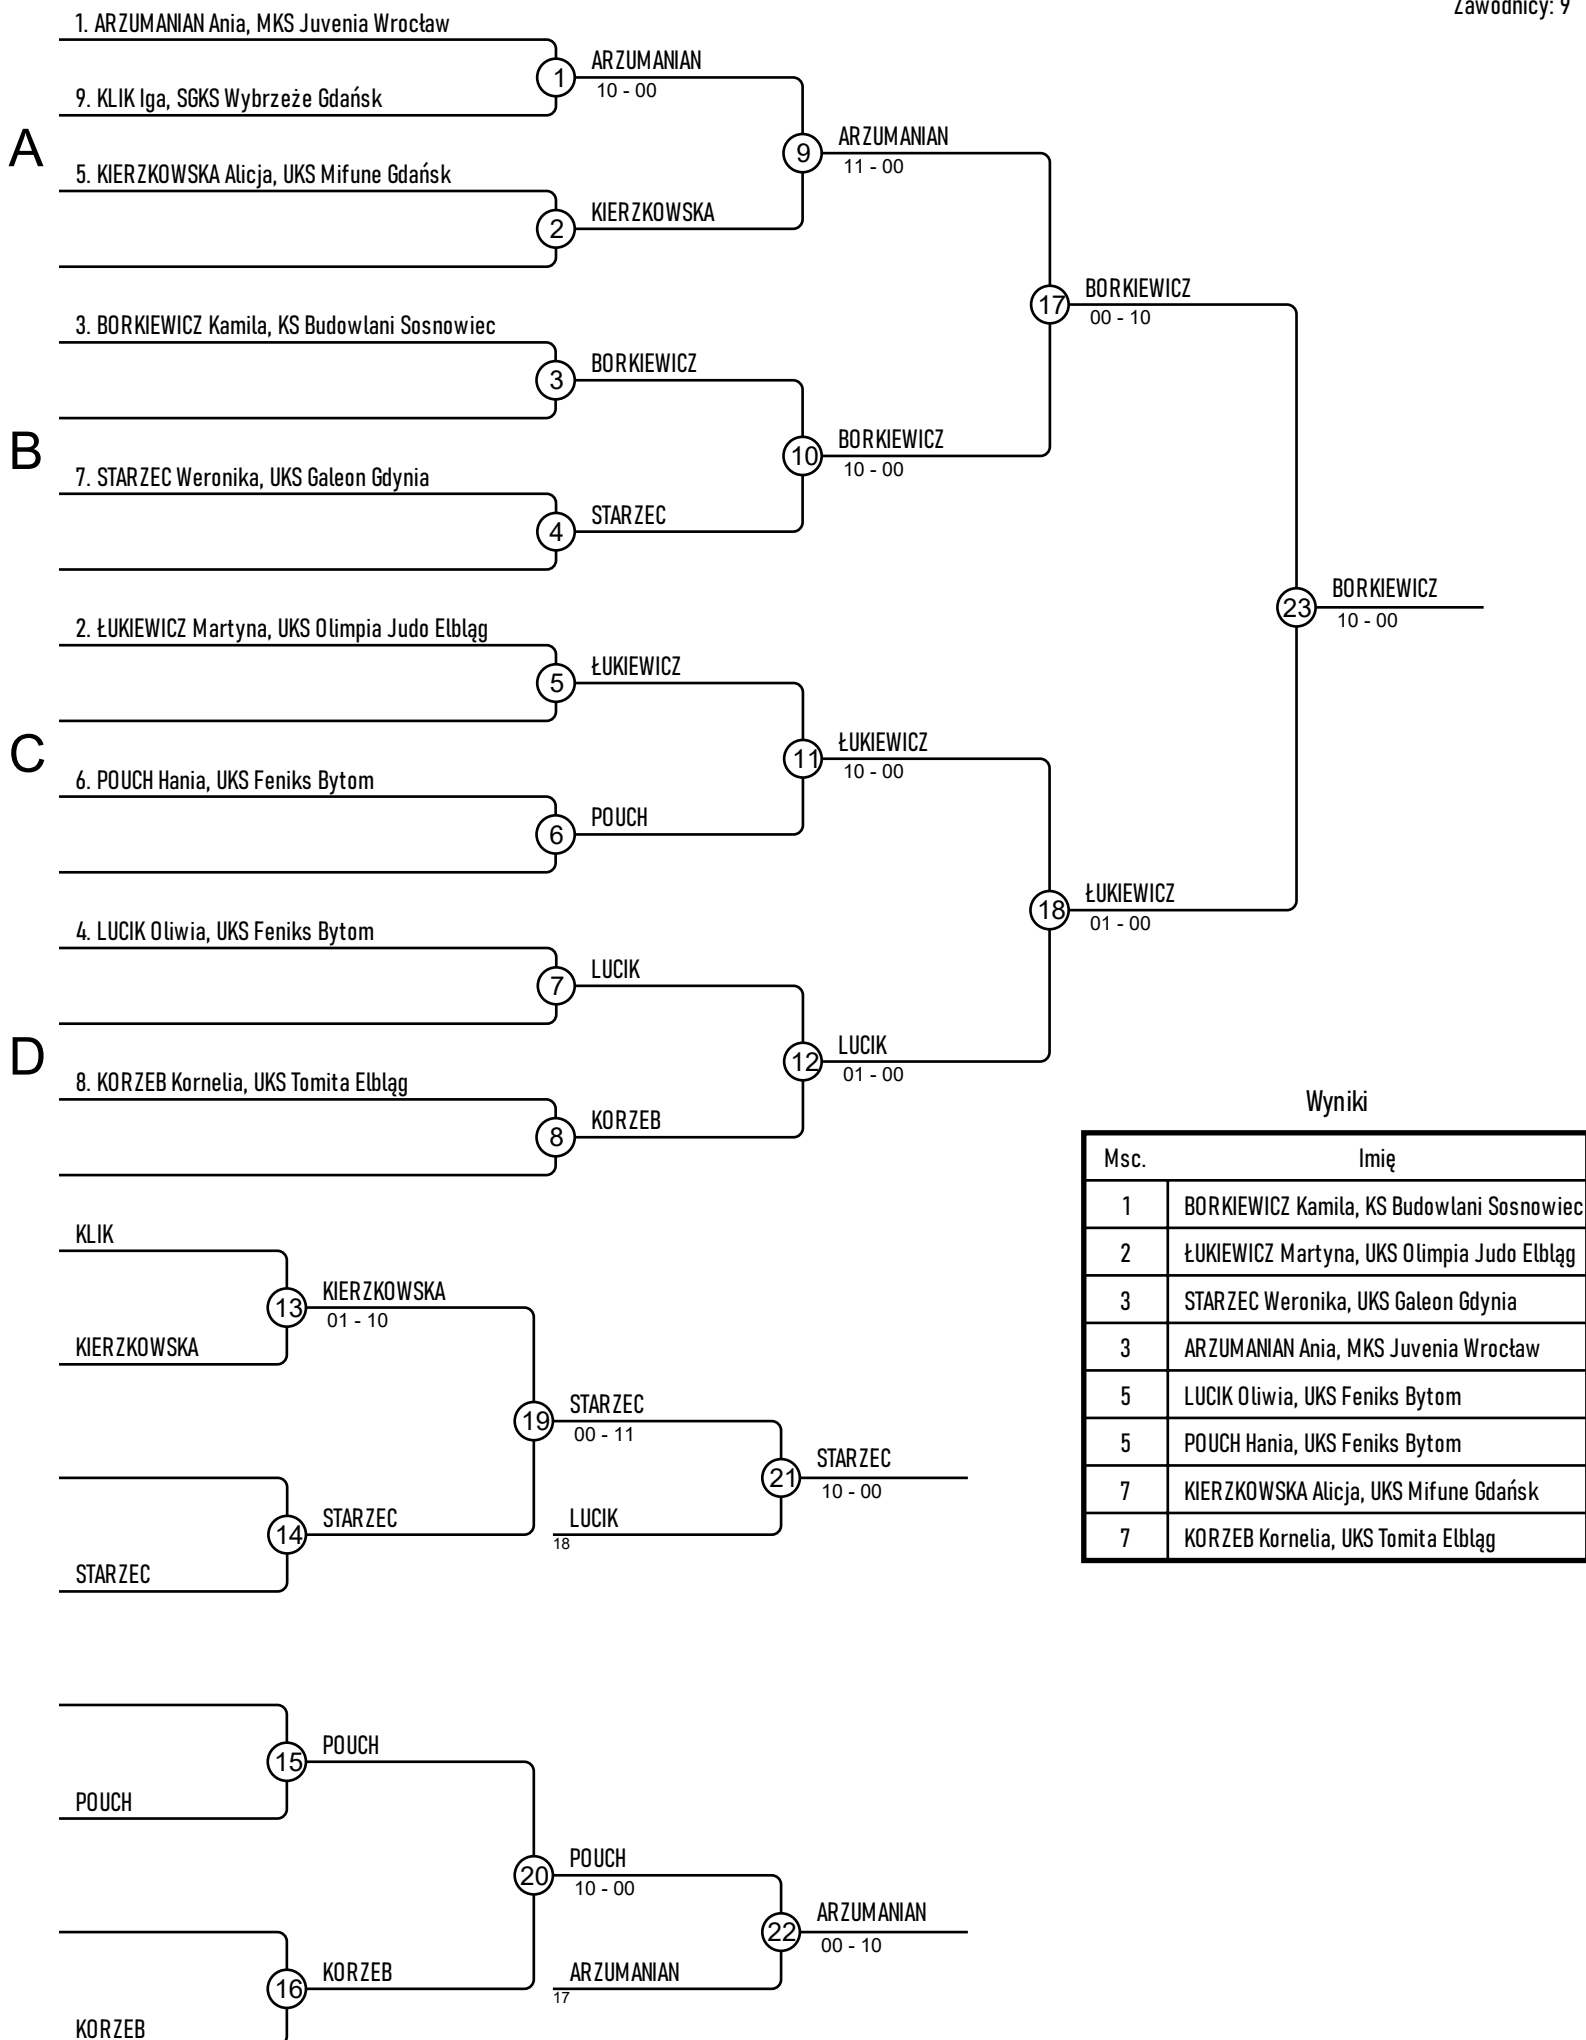 Zawodnicy: 9
1. ARZUMANIAN Ania, MKS Juvenia Wrocław
1
ARZUMANIAN
10 - 00
9. KLIK Iga, SGKS Wybrzeże Gdańsk
A
9
ARZUMANIAN
11 - 00
5. KIERZKOWSKA Alicja, UKS Mifune Gdańsk
2
KIERZKOWSKA
17
BORKIEWICZ
00 - 10
3. BORKIEWICZ Kamila, KS Budowlani Sosnowiec
3
BORKIEWICZ
B
10
BORKIEWICZ
10 - 00
7. STARZEC Weronika, UKS Galeon Gdynia
4
STARZEC
23
BORKIEWICZ
10 - 00
2. ŁUKIEWICZ Martyna, UKS Olimpia Judo Elbląg
5
ŁUKIEWICZ
C
11
ŁUKIEWICZ
10 - 00
6. POUCH Hania, UKS Feniks Bytom
6
POUCH
18
ŁUKIEWICZ
01 - 00
4. LUCIK Oliwia, UKS Feniks Bytom
7
LUCIK
D
12
LUCIK
01 - 00
8. KORZEB Kornelia, UKS Tomita Elbląg
8
KORZEB
Wyniki
Msc. Imię
1 BORKIEWICZ Kamila, KS Budowlani Sosnowiec
2 ŁUKIEWICZ Martyna, UKS Olimpia Judo Elbląg
3 STARZEC Weronika, UKS Galeon Gdynia
3 ARZUMANIAN Ania, MKS Juvenia Wrocław
5 LUCIK Oliwia, UKS Feniks Bytom
5 POUCH Hania, UKS Feniks Bytom
7 KIERZKOWSKA Alicja, UKS Mifune Gdańsk
7 KORZEB Kornelia, UKS Tomita Elbląg
KLIK
13
KIERZKOWSKA
01 - 10
KIERZKOWSKA
19
STARZEC
00 - 11
21
STARZEC
10 - 00
14
STARZEC
LUCIK
18
STARZEC
15
POUCH
POUCH
20
POUCH
10 - 00
22
ARZUMANIAN
00 - 10
16
KORZEB
ARZUMANIAN
17
KORZEB